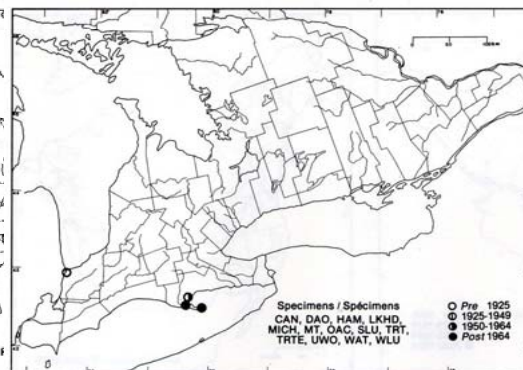 Specimens / Spécimens
CAN, DAO, HAM, LKHD,
MICH, MT, OAC, SLU, TRT,
TRTE, UWO, WAT, WLU
Pre 1925
1925-1949
1950-1964
Post 1964